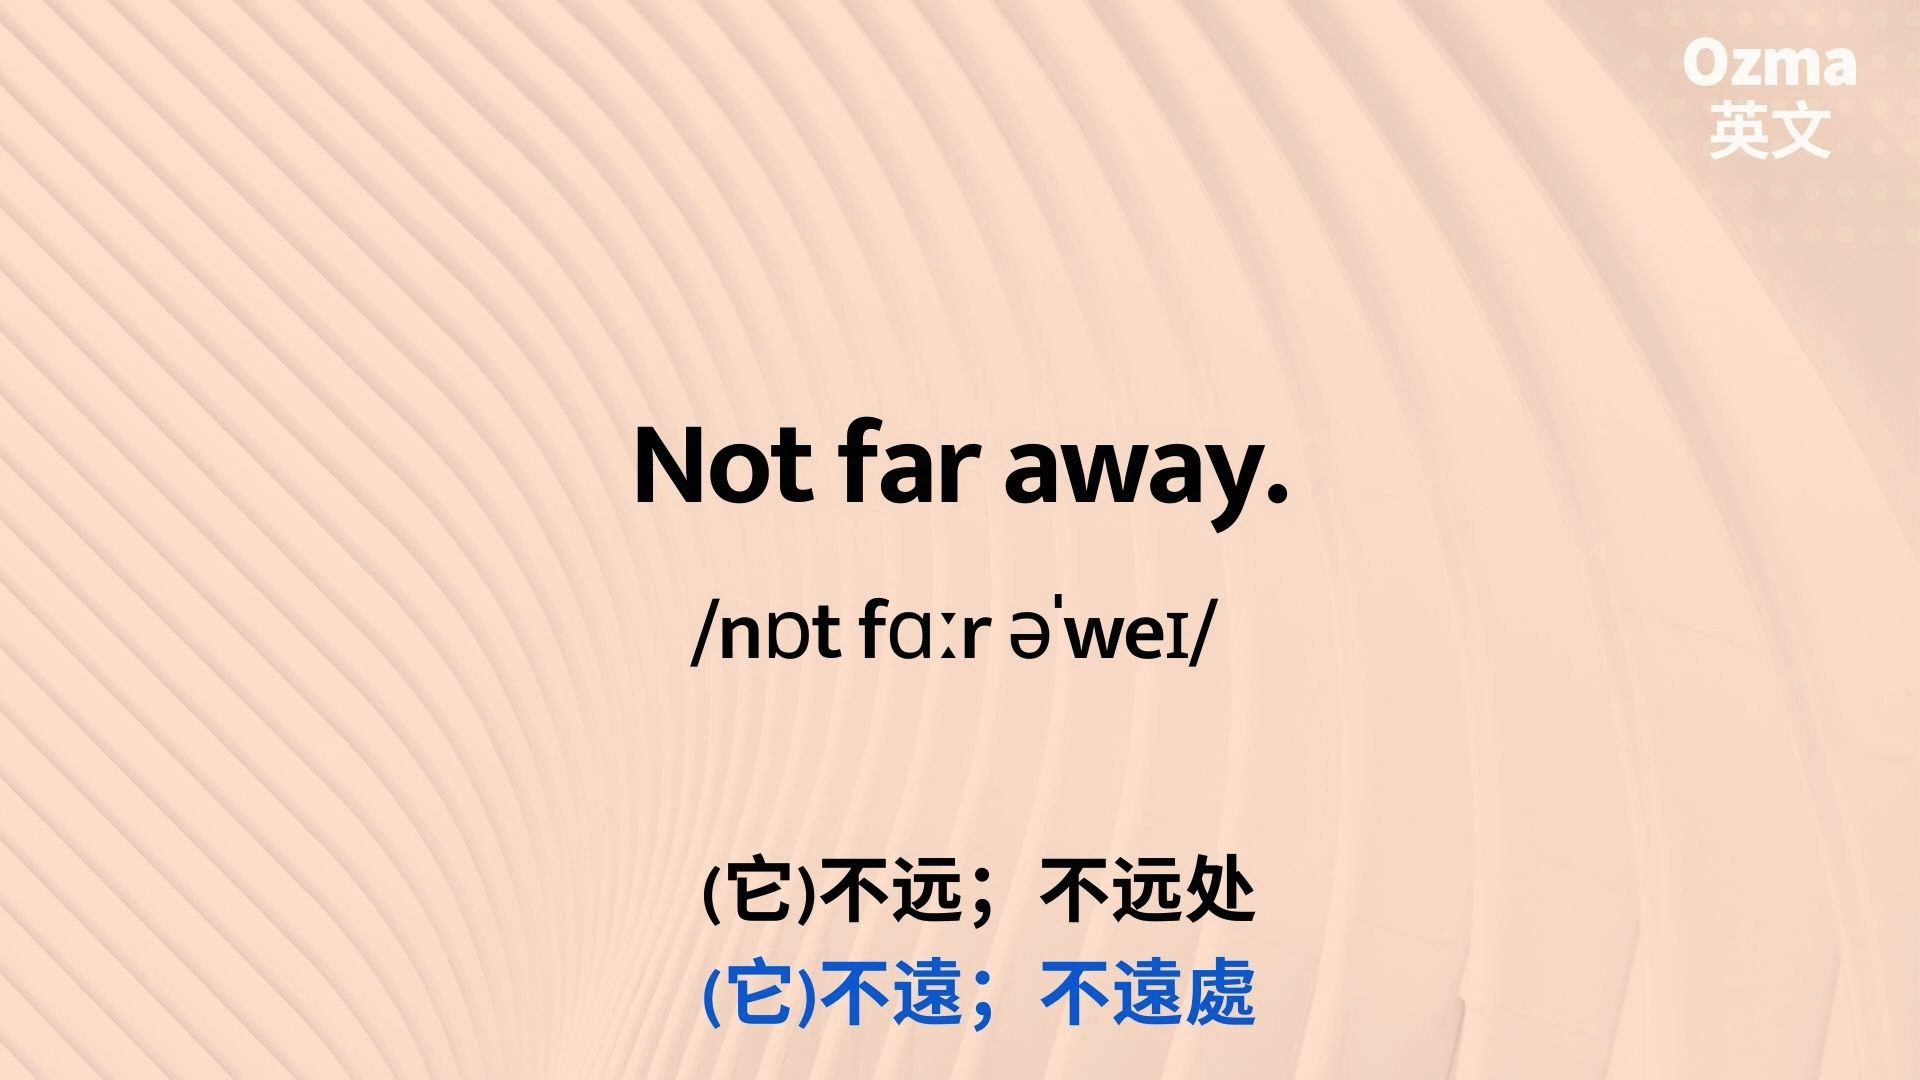 Ozma
英文
Not far away.
/nɒt fɑːr əˈweɪ/
(它)不远；不远处
(它)不遠；不遠處